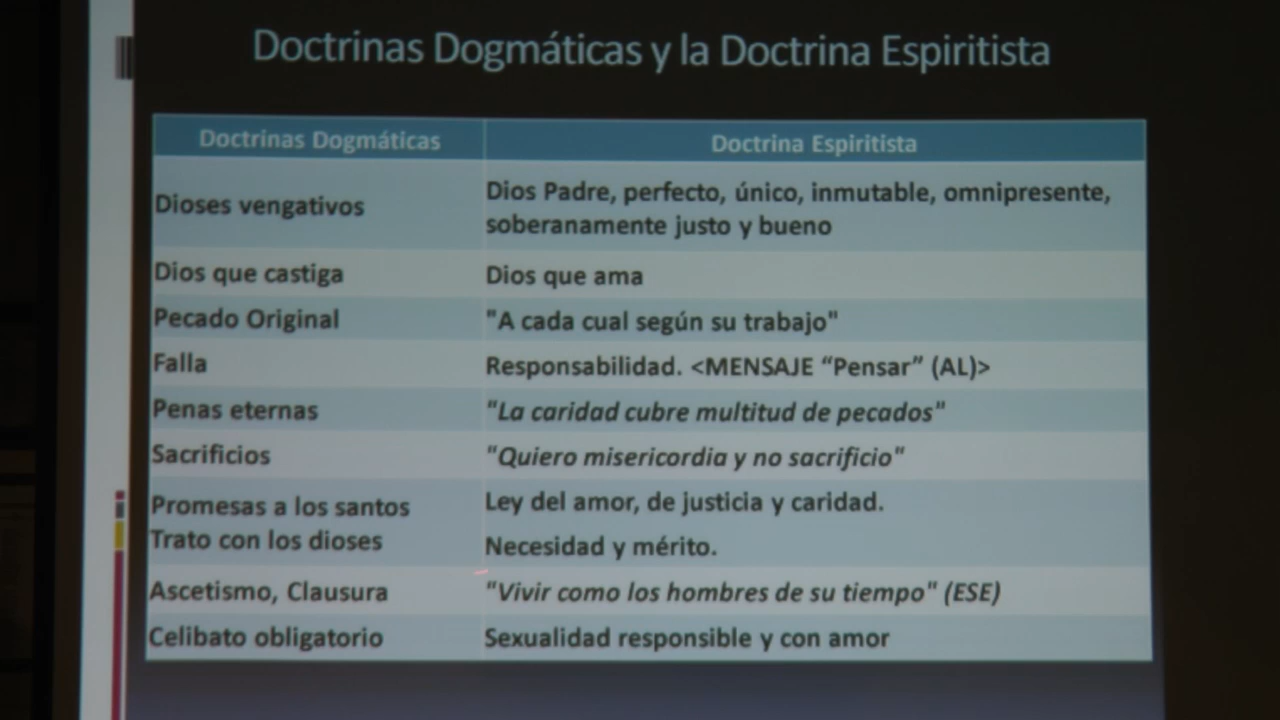 Doctrinas Dogmáticas y la Doctrina Espiritista
Doctrinas Dogmáticas
Doctrina Espiritista
Dioses vengativos
Dios Padre, perfecto, único, inmutable, omnipresente,
soberanamente justo y bueno
Dios que castiga
Dios que ama
Pecado Original
"A cada cual según su trabajo"
Falla
Responsabilidad. <MENSAJE “Pensar” (AL)>
Penas eternas
"La caridad cubre multitud de pecados"
Sacrificios
"Quiero misericordia y no sacrificio"
Promesas a los santos
Trato con los dioses
Ley del amor, de justicia y caridad.
Necesidad y mérito.
Ascetismo, Clausura
"Vivir como los hombres de su tiempo" (ESE)
Celibato obligatorio
Sexualidad responsible y con amor